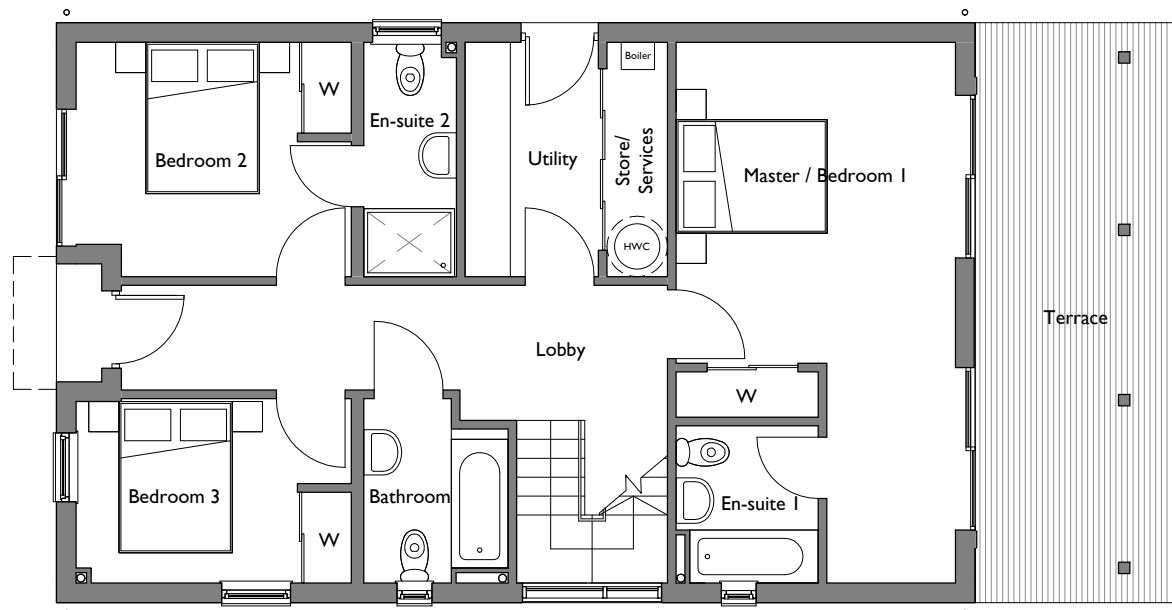 Boiler
W
En-suite 2
Bedroom 2
Utility
Store/
Services
Master / Bedroom 1
HWC
Terrace
Lobby
W
Bedroom 3
Bathroom
En-suite 1
W